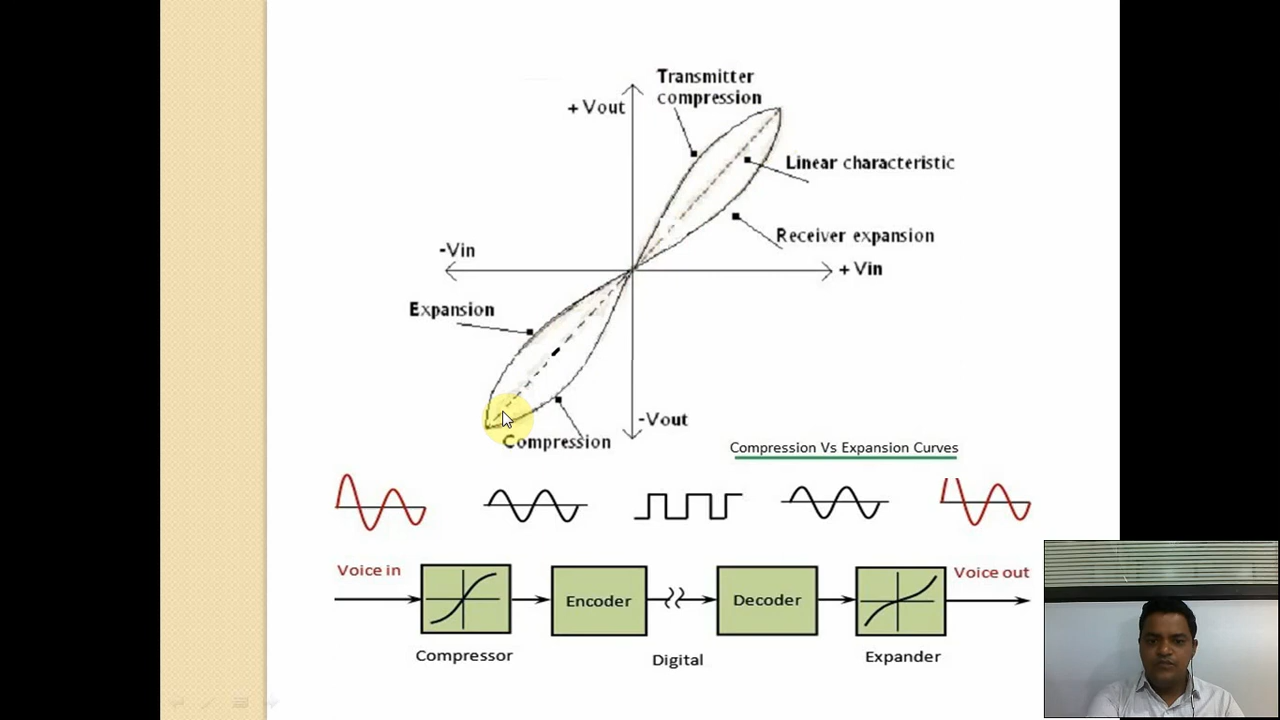 Transmitter
compression)
+ Vout
Linear characteristic
Receiver expansion
-Vin
+ Vin
Expansion
-Vout
Compression
Compression Vs Expansion Curves
Voice in
Voice out
Encoder
Decoder
Compressor
Digital
Expander